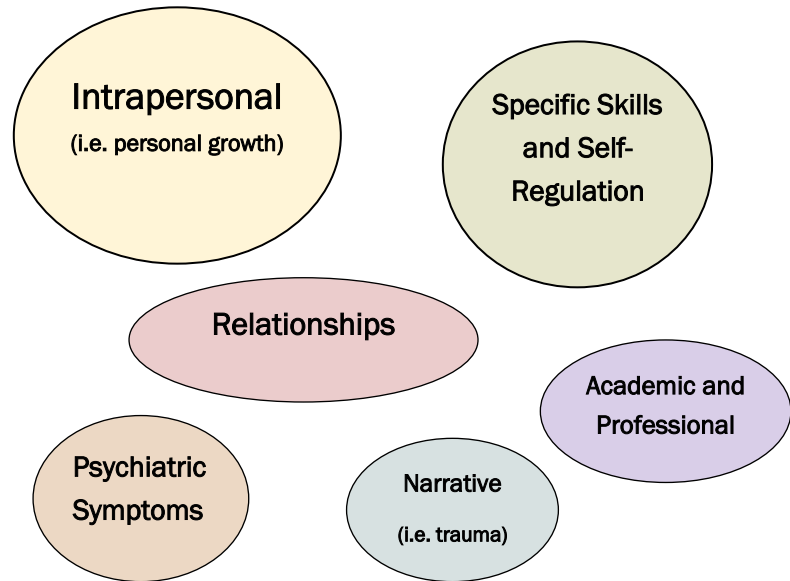 Intrapersonal
(i.e. personal growth)
Specific Skills
and Self-
Regulation
Relationships
Academic and
Professional
Psychiatric
Symptoms
Narrative
(i.e. trauma)